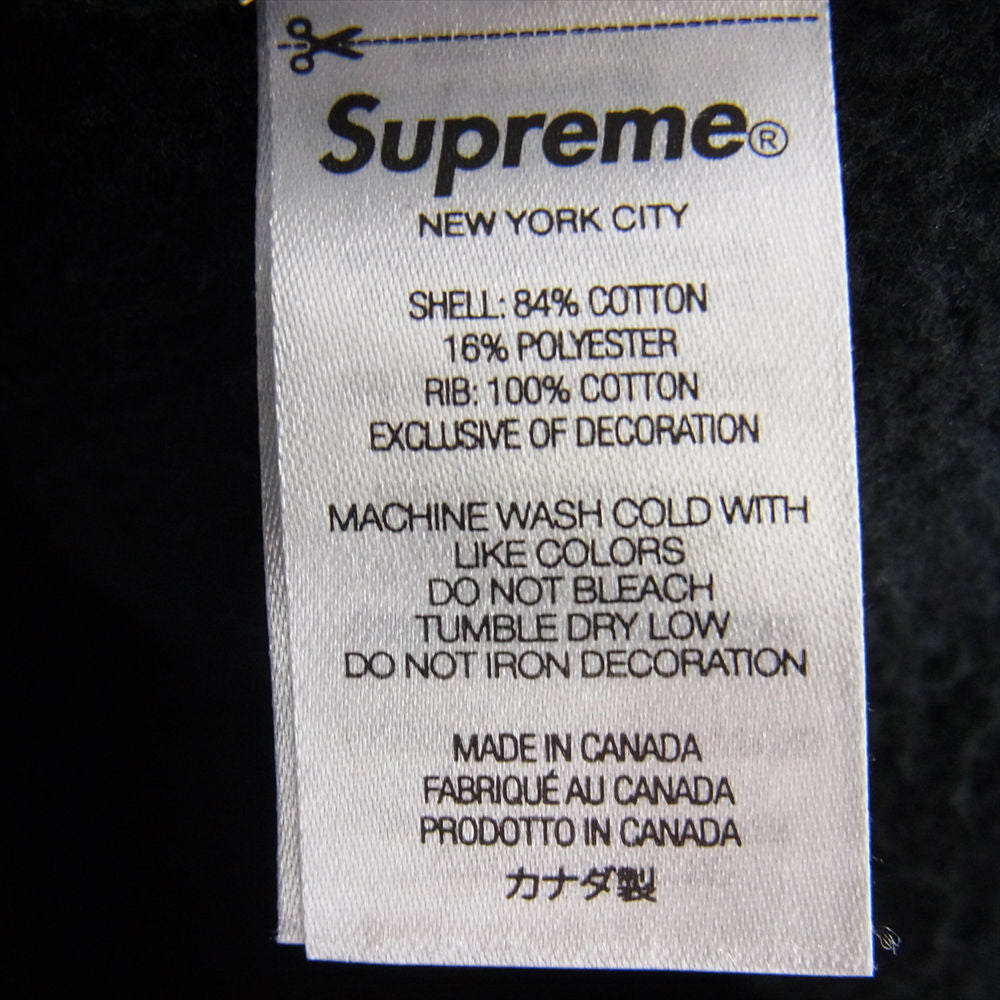 Supreme®
NEW YORK CITY
SHELL: 84% COTTON
16% POLYESTER
RIB: 100% COTTON
EXCLUSIVE OF DECORATION
MACHINE WASH COLD WITH
LIKE COLORS
DO NOT BLEACH
TUMBLE DRY LOW
DO NOT IRON DECORATION
MADE IN CANADA
FABRIQUÉ AU CANADA
PRODOTTO IN CANADA
カナダ製